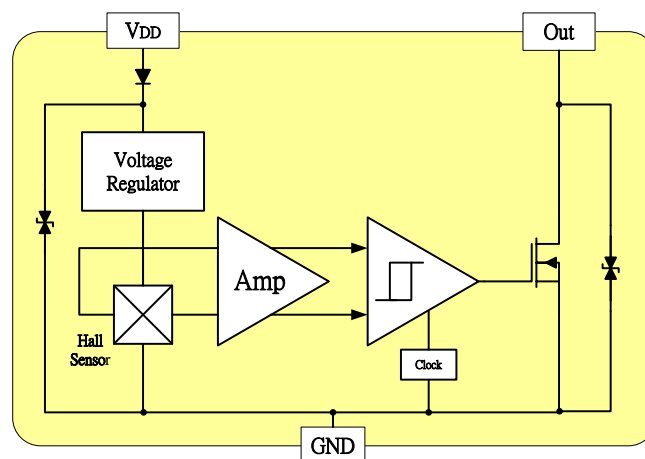 VDD
Out
Voltage
Regulator
Amp
Hall
Sensor
Clock
GND